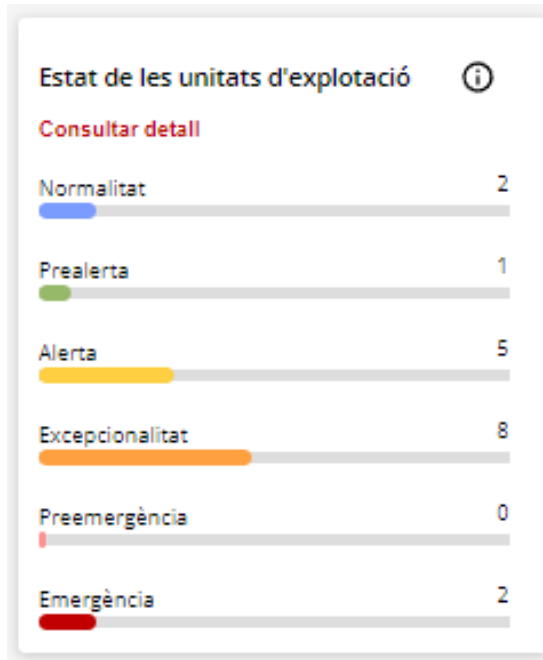 Estat de les unitats d'explotació
Consultar detall
Normalitat 2
Prealerta 1
Alerta 5
Excepcionalitat 8
Preemergència 0
Emergència 2